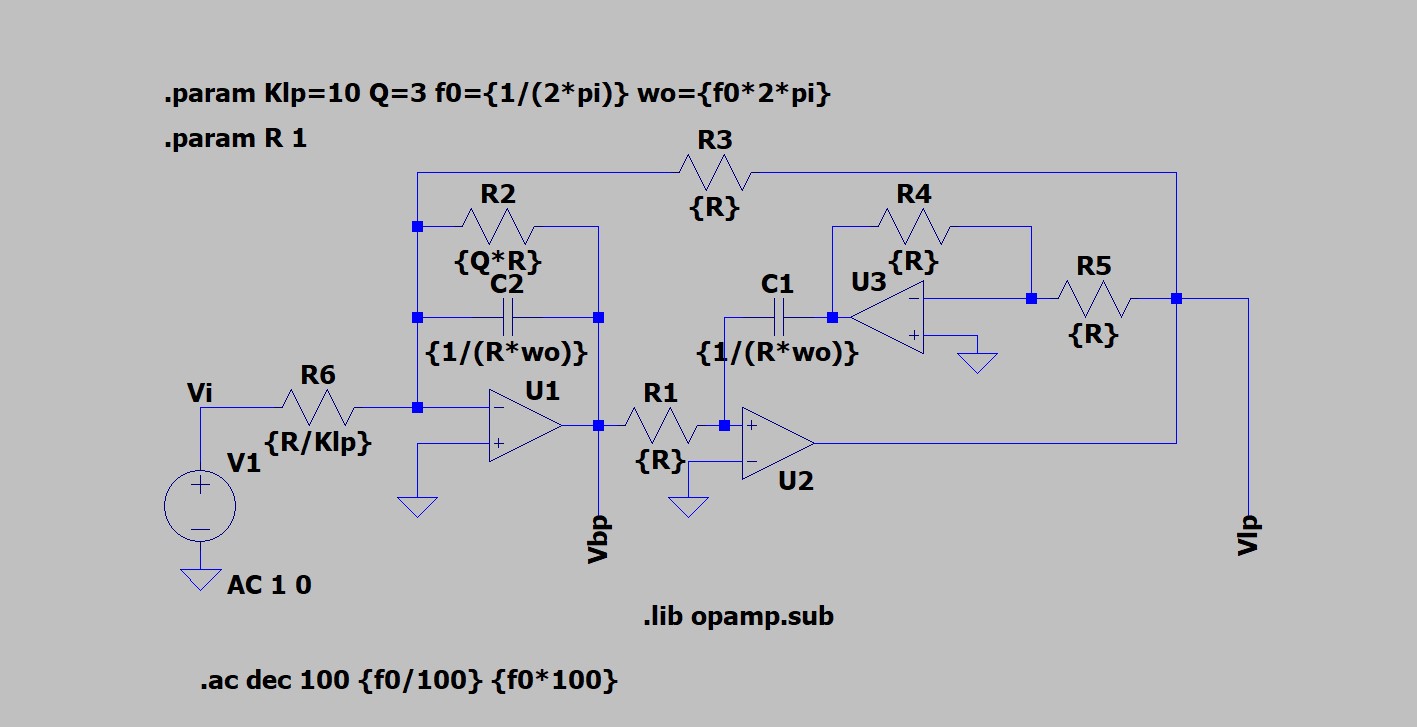 .param Klp=10 Q=3 f0={1/(2*pi)} wo={f0*2*pi}
.param R 1
R3
{R}
R2
{Q*R}
R4
{R}
C2
{1/(R*wo)}
C1
{1/(R*wo)}
U3
R5
{R}
Vi
R6
{R/Klp}
U1
R1
{R}
V1
U2
Vbp
Vlp
AC 1 0
.lib opamp.sub
.ac dec 100 {f0/100} {f0*100}